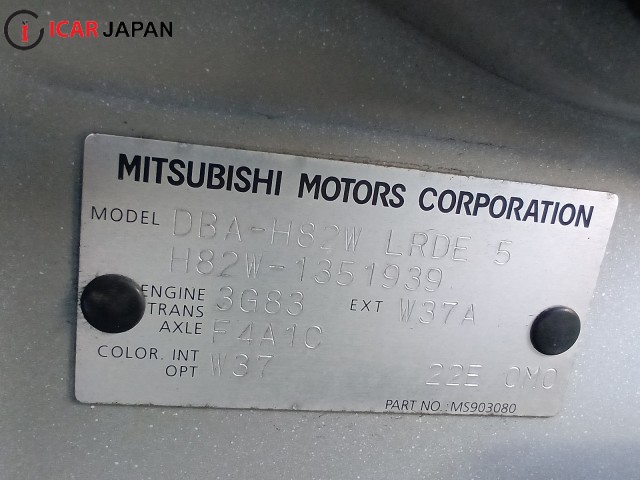 ICAR JAPAN
MITSUBISHI MOTORS CORPORATION
MODEL DBA-H82W LRDE 5
H82W-1351939
ENGINE 3G83 EXT W37A
TRANS
AXLE F4A1C
COLOR. INT W37
OPT 22E 0M0
PART NO.: MS903080